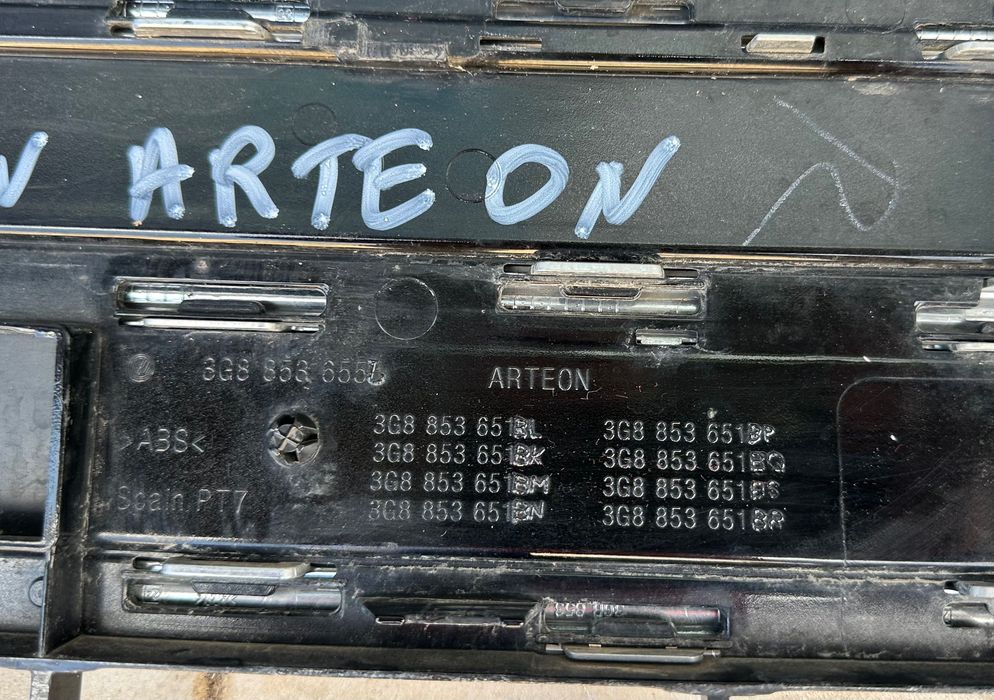 ARTEON
3G8 853 655
ARTEON
>ABS<
Spain PT7
3G8 853 651BL
3G8 853 651BK
3G8 853 651BM
3G8 853 651BN
3G8 853 651BP
3G8 853 651BQ
3G8 853 651BS
3G8 853 651BR